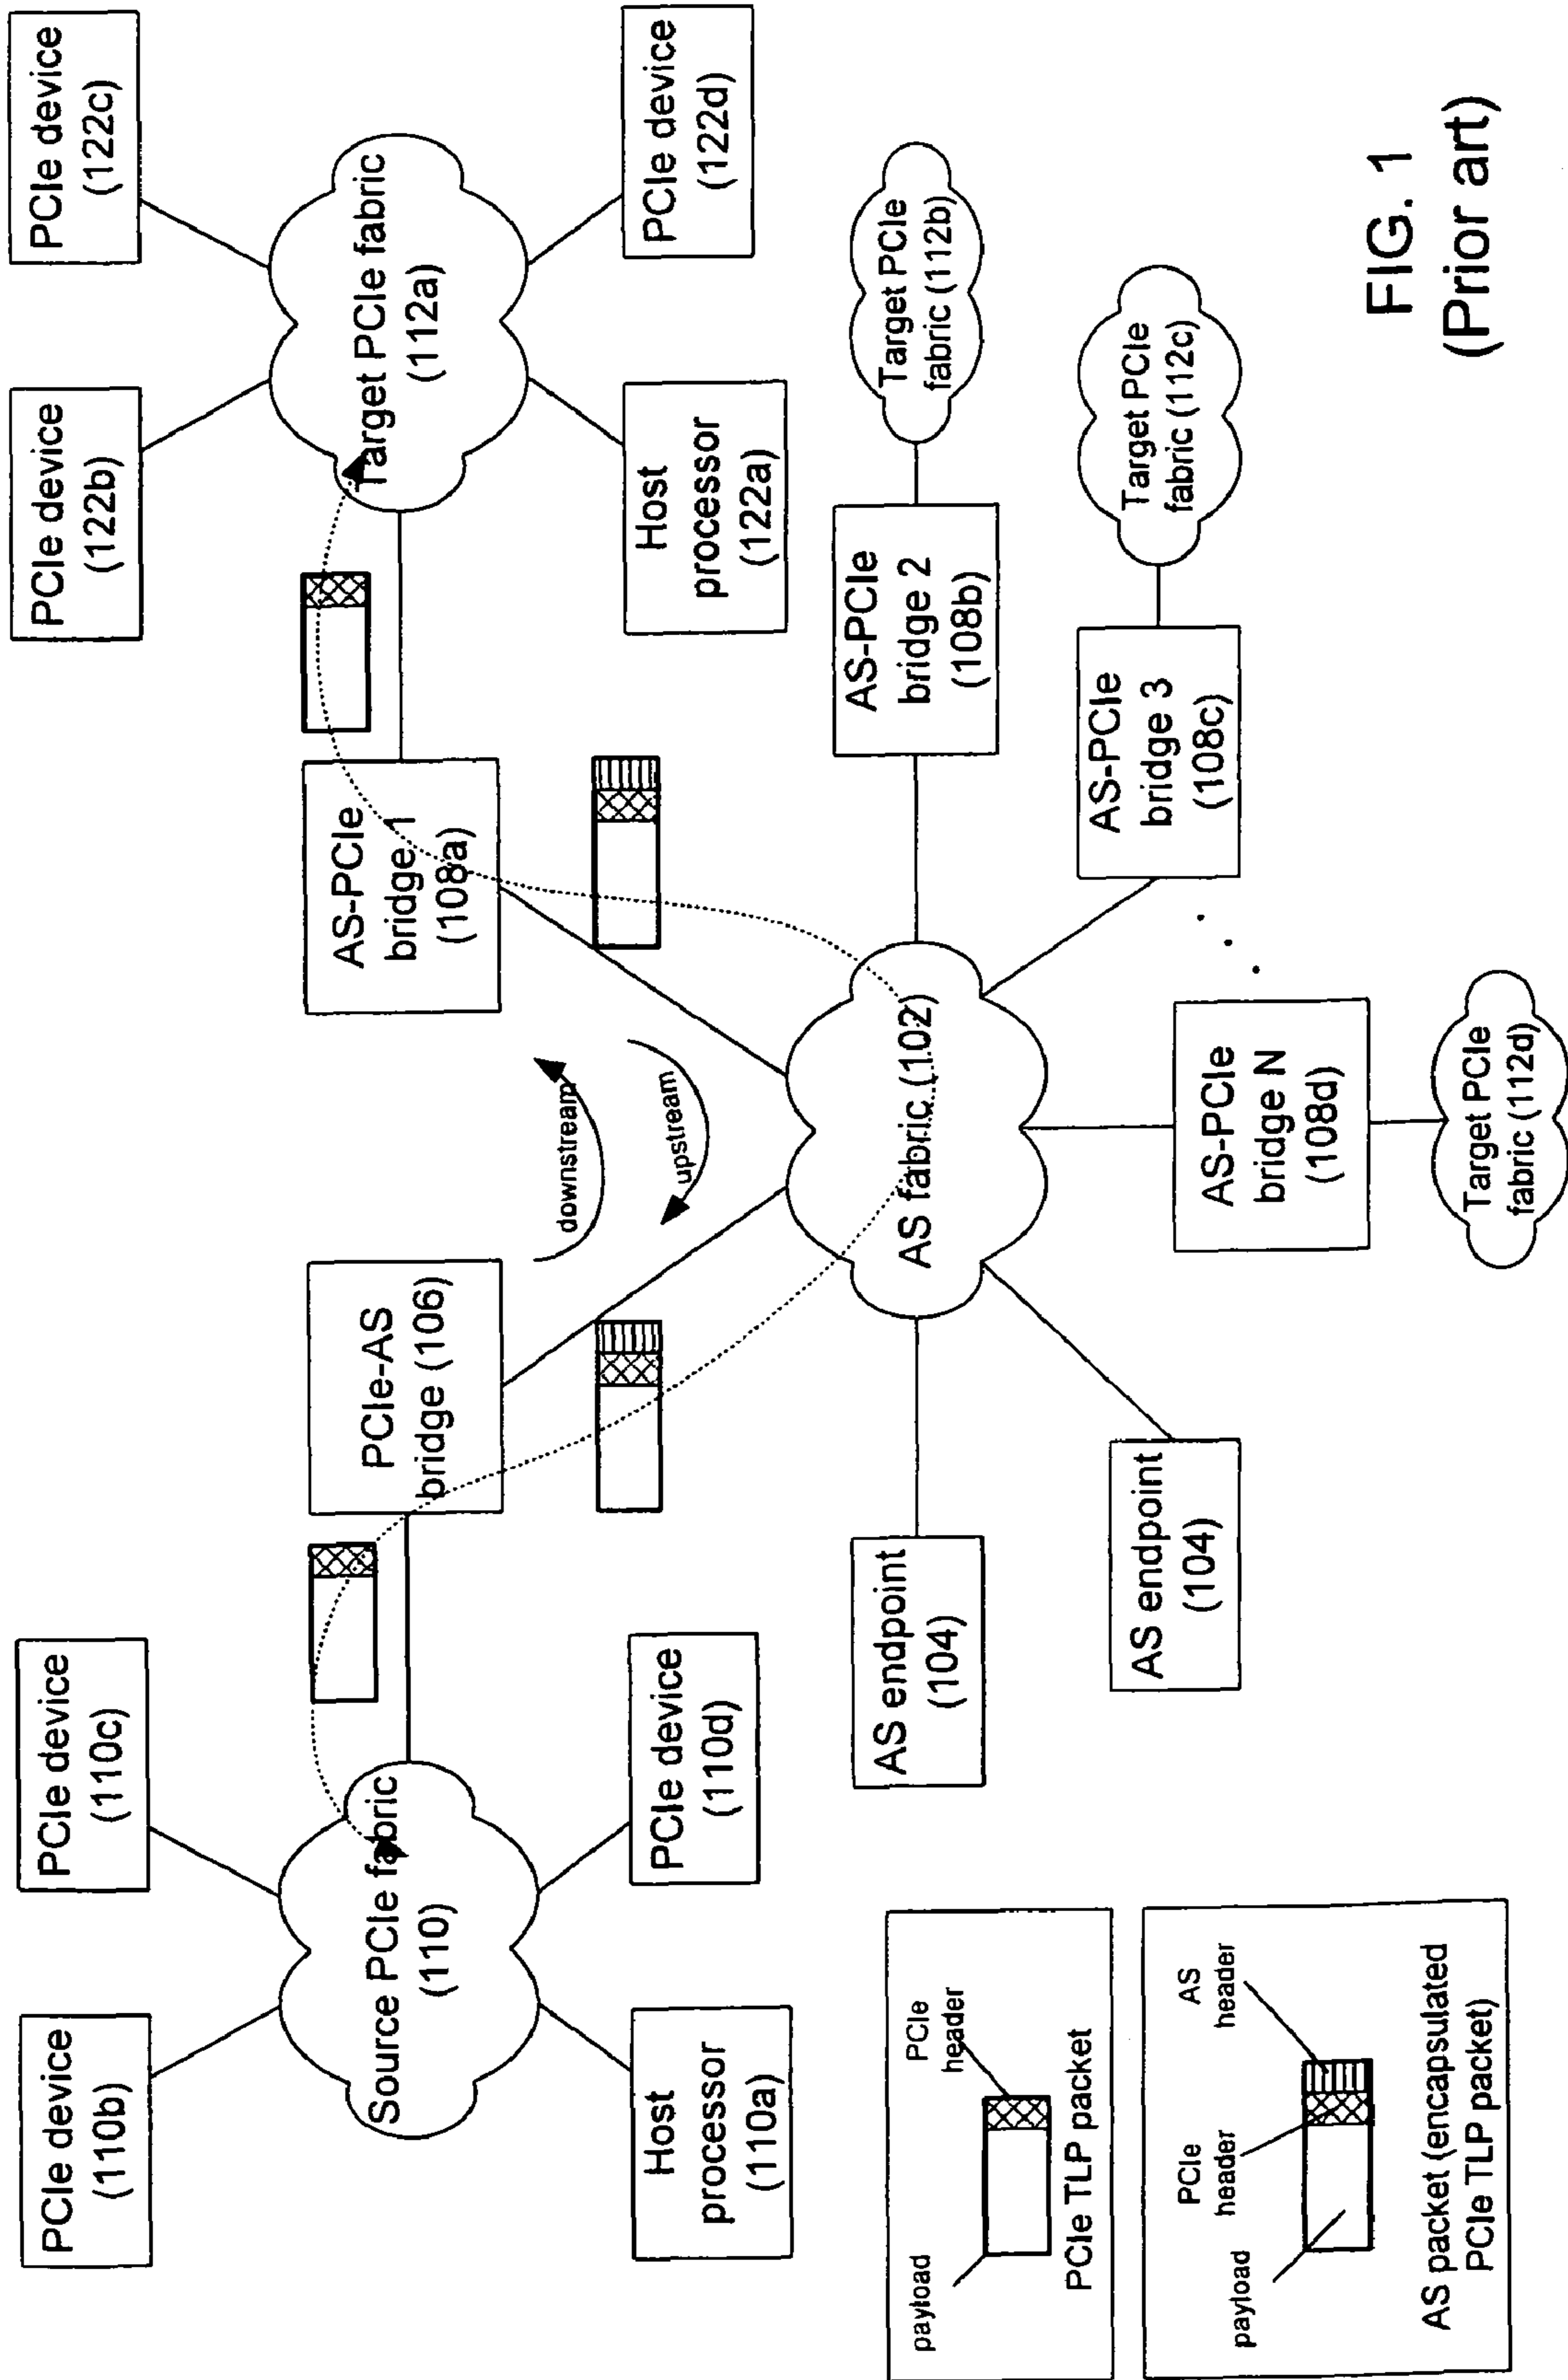 PCIe device
(110b)
PCIe device
(110c)
PCIe device
(122b)
PCIe device
(122c)
Source PCIe fabric
(110)
PCIe-AS
bridge (106)
AS-PCIe
bridge 1
(108a)
Target PCIe fabric
(112a)
Host
processor
(110a)
PCIe device
(110d)
downstream
upstream
Host
processor
(122a)
PCIe device
(122d)
AS endpoint
(104)
AS fabric (102)
AS-PCIe
bridge 2
(108b)
Target PCIe
fabric (112b)
AS endpoint
(104)
AS-PCIe
bridge 3
(108c)
Target PCIe
fabric (112c)
. . .
AS-PCIe
bridge N
(108d)
Target PCIe
fabric (112d)
payload
PCIe
header
PCIe TLP packet
payload
PCIe
header
AS
header
AS packet (encapsulated
PCIe TLP packet)
FIG. 1
(Prior art)